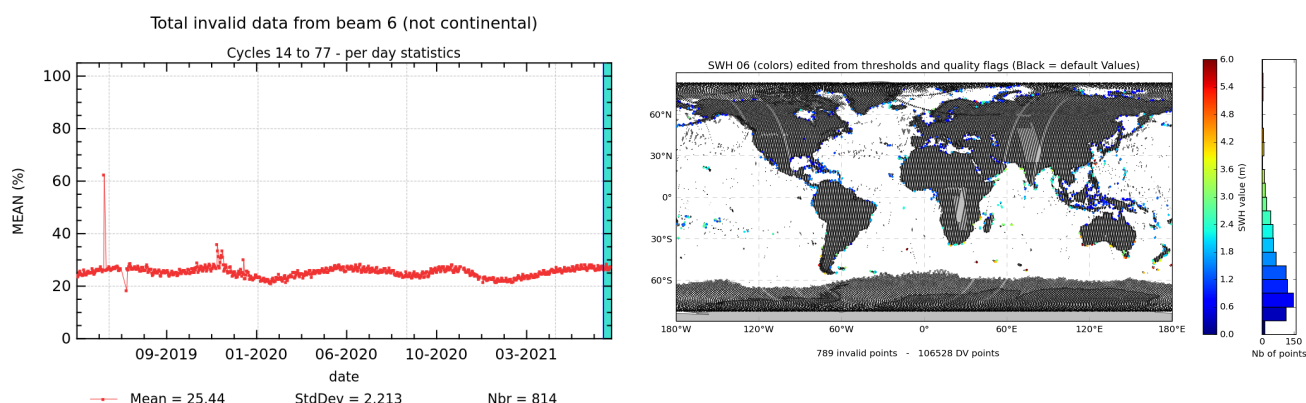 Total invalid data from beam 6 (not continental)
Cycles 14 to 77 - per day statistics
100
80
60
40
20
0
MEAN (%)
09-2019 01-2020 06-2020 10-2020 03-2021
date
Mean = 25.44 StdDev = 2.213 Nbr = 814
SWH 06 (colors) edited from thresholds and quality flags (Black = default Values)
60°N
30°N
0°
30°S
60°S
180°W 120°W 60°W 0° 60°E 120°E 180°E
789 invalid points - 106528 DV points
6.0
5.4
4.8
4.2
3.6
3.0
2.4
1.8
1.2
0.6
0.0
SWH value (m)
0 150
Nb of points